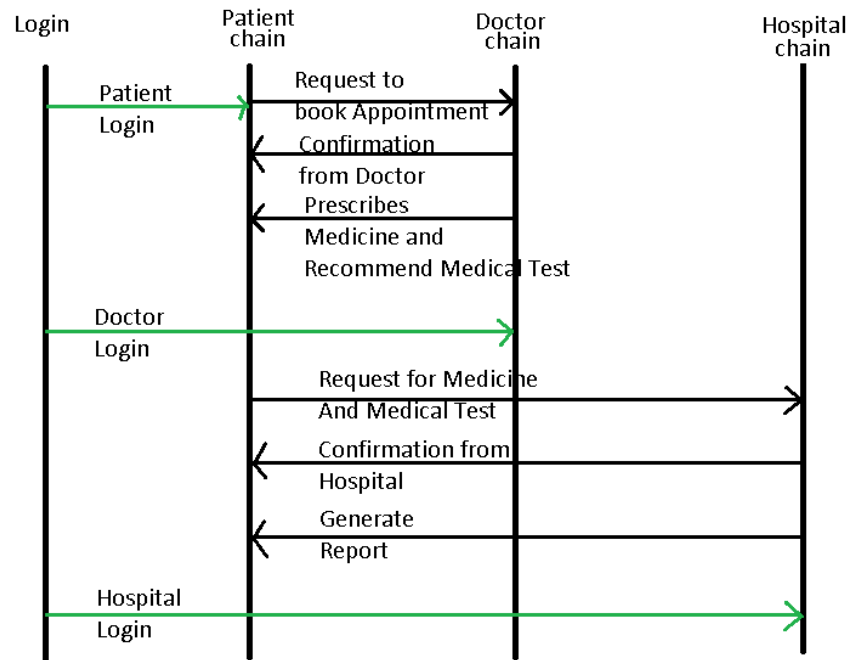 Login
Patient
chain
Doctor
chain
Hospital
chain
Patient
Login
Request to
book Appointment
Confirmation
from Doctor
Prescribes
Medicine and
Recommend Medical Test
Doctor
Login
Request for Medicine
And Medical Test
Confirmation from
Hospital
Generate
Report
Hospital
Login